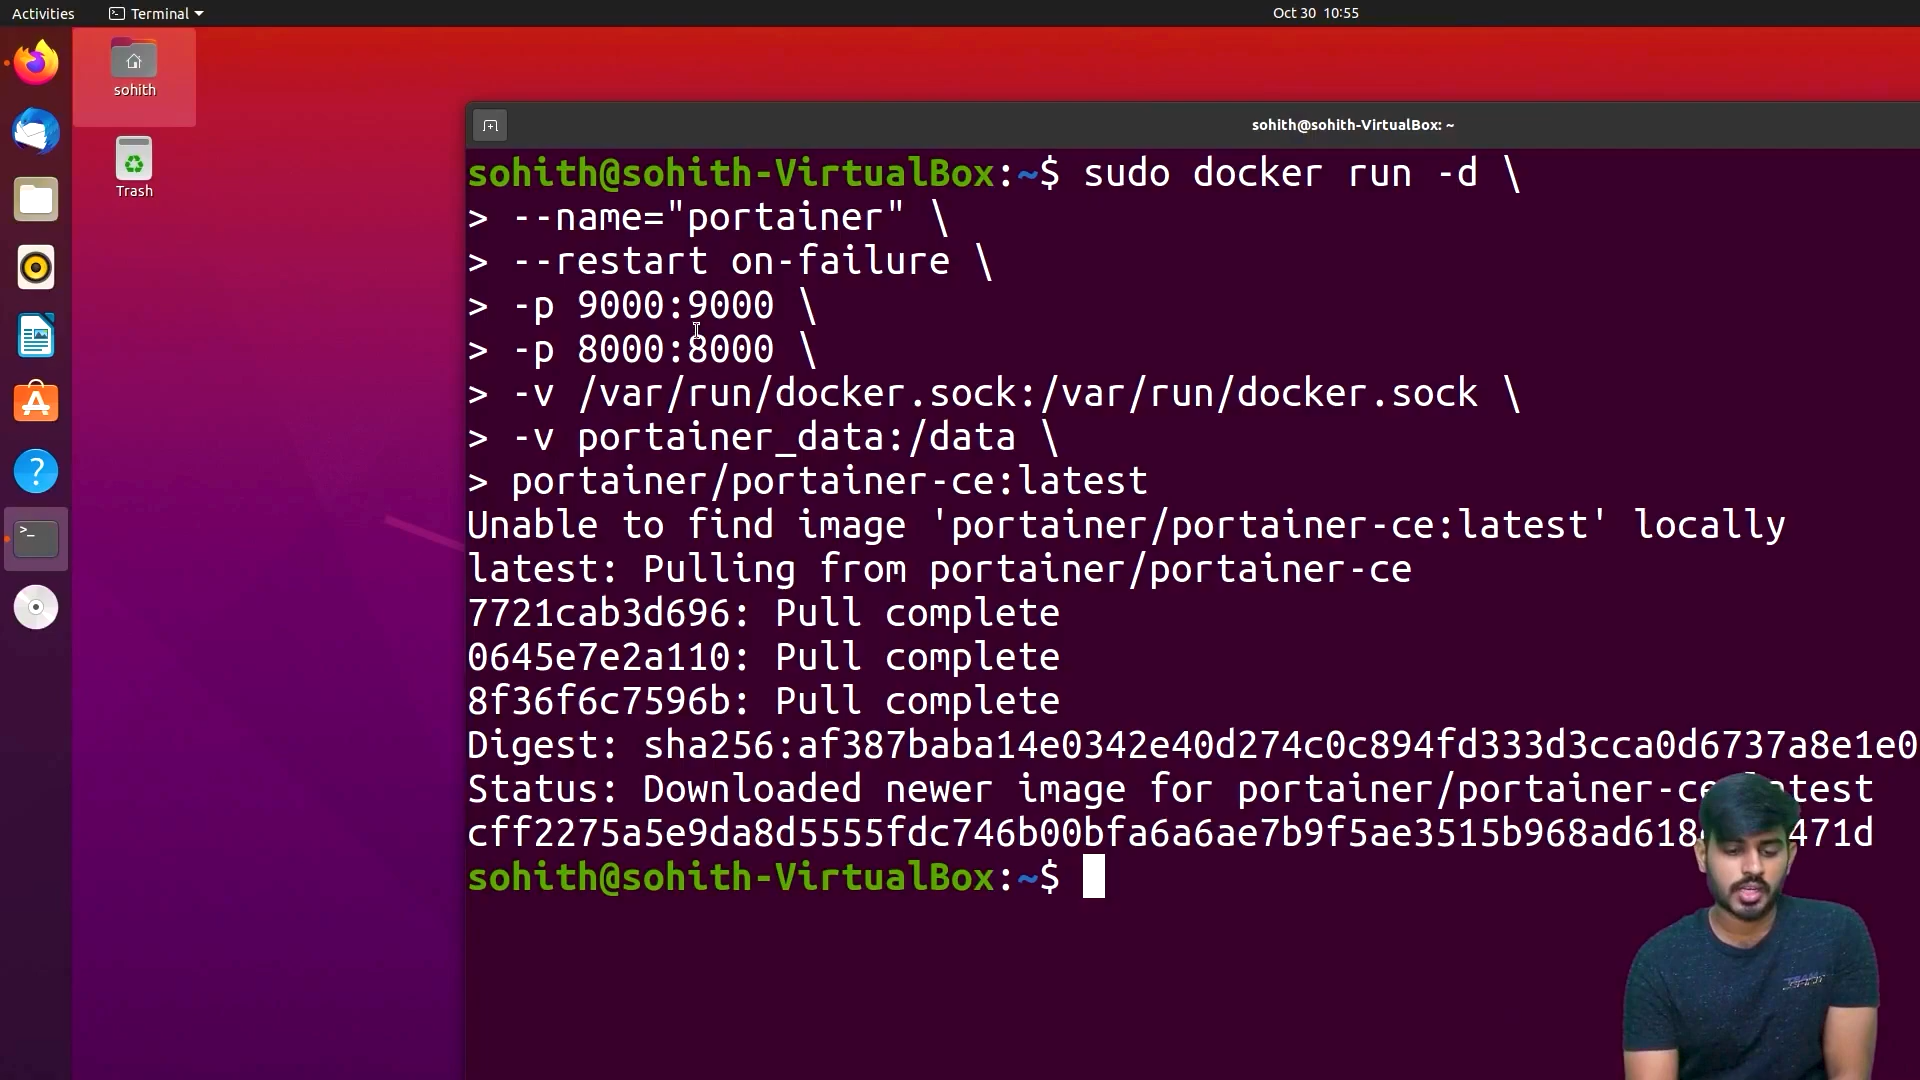 Activities
Terminal
Oct 30 10:55
sohith
Trash
sohith@sohith-VirtualBox: ~
sohith@sohith-VirtualBox:~$ sudo docker run -d \
> --name="portainer" \
> --restart on-failure \
> -p 9000:9000 \
> -p 8000:8000 \
> -v /var/run/docker.sock:/var/run/docker.sock \
> -v portainer_data:/data \
> portainer/portainer-ce:latest
Unable to find image 'portainer/portainer-ce:latest' locally
latest: Pulling from portainer/portainer-ce
7721cab3d696: Pull complete
0645e7e2a110: Pull complete
8f36f6c7596b: Pull complete
Digest: sha256:af387baba14e0342e40d274c0c894fd333d3cca0d6737a8e1e0
Status: Downloaded newer image for portainer/portainer-ce:latest
cff2275a5e9da8d5555fdc746b00bfa6a6ae7b9f5ae3515b968ad618 471d
sohith@sohith-VirtualBox:~$